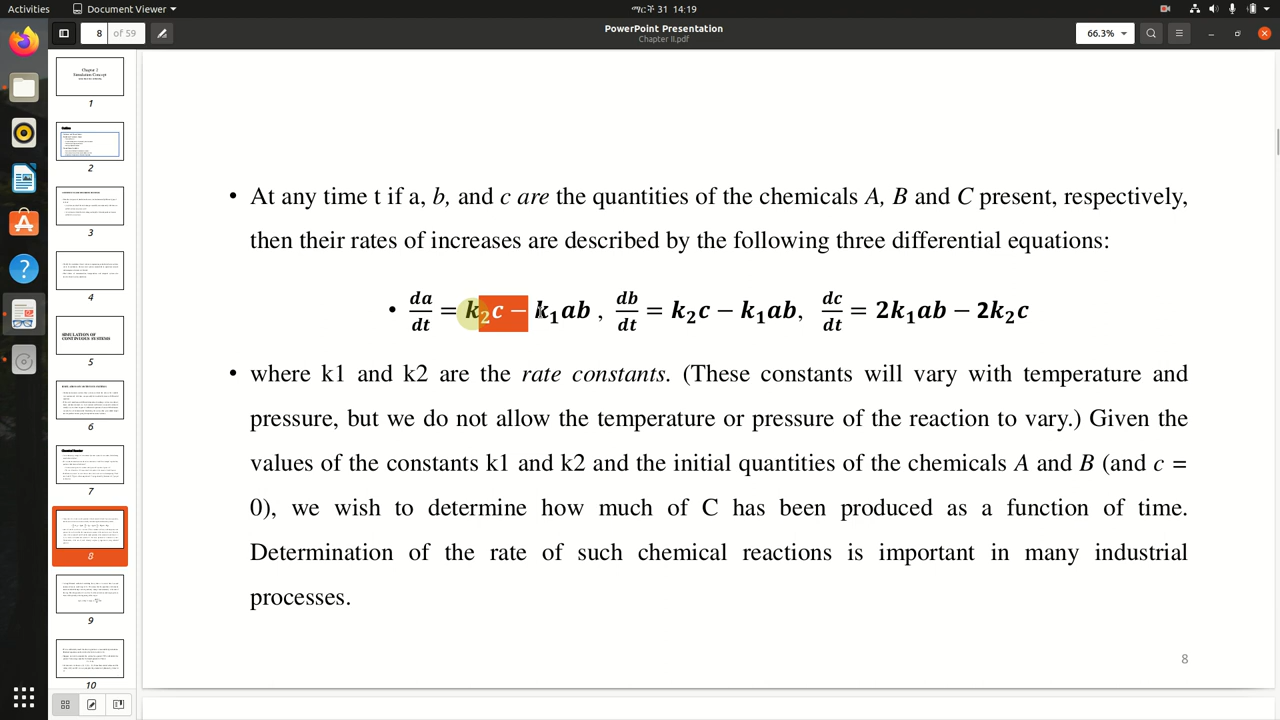 Activities Document Viewer ማርች 31 14:19
8 of 59 PowerPoint Presentation 66.3%
Chapter II.pdf
1
2
3
4
SIMULATION OF
CONTINUOUS SYSTEMS
5
6
7
8
9
10
• At any time t if a, b, and c are the quantities of the chemicals A, B and C present, respectively,
then their rates of increases are described by the following three differential equations:
• da/dt = k₂c − k₁ab , db/dt = k₂c − k₁ab, dc/dt = 2k₁ab − 2k₂c
• where k1 and k2 are the rate constants. (These constants will vary with temperature and
pressure, but we do not allow the temperature or pressure of the reaction to vary.) Given the
values of the constants k1 and k2 and the initial quantities of the chemicals A and B (and c =
0), we wish to determine how much of C has been produced as a function of time.
Determination of the rate of such chemical reactions is important in many industrial
processes.
8